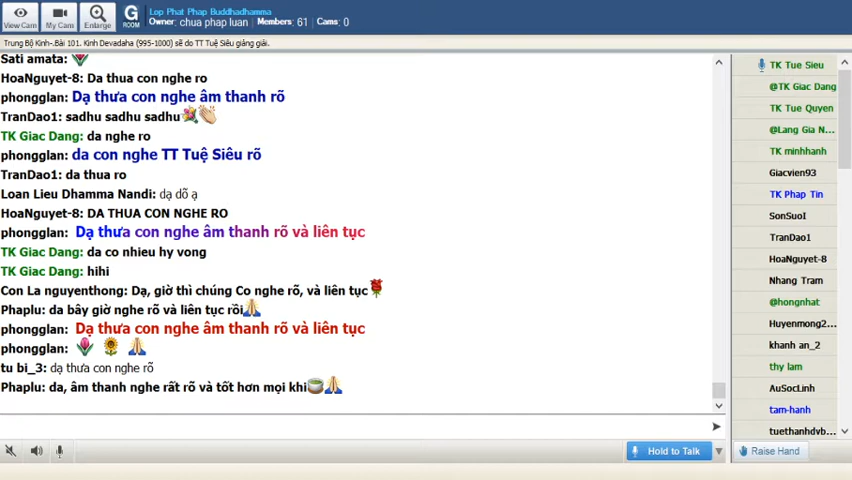 View Cam
My Cam
Enlarge
G
ROOM
Lop Phat Phap Buddhadhamma
Owner: chua phap luan Members: 61 Cams: 0
Trung Bộ Kinh-.Bài 101. Kinh Devadaha (995-1000) sẽ do TT Tuệ Siêu giảng giải.
Sati amata:
HoaNguyet-8: Da thua con nghe ro
phongglan: Dạ thưa con nghe âm thanh rõ
TranDao1: sadhu sadhu sadhu
TK Giac Dang: da nghe ro
phongglan: da con nghe TT Tuệ Siêu rõ
TranDao1: da thua ro
Loan Lieu Dhamma Nandi: dạ dỗ ạ
HoaNguyet-8: DA THUA CON NGHE RO
phongglan: Dạ thưa con nghe âm thanh rõ và liên tục
TK Giac Dang: da co nhieu hy vong
TK Giac Dang: hihi
Con La nguyenthong: Dạ, giờ thì chúng Co nghe rõ, và liên tục
Phaplu: da bây giờ nghe rõ và liên tục rồi
phongglan: Dạ thưa con nghe âm thanh rõ và liên tục
phongglan:
tu bi_3: dạ thưa con nghe rõ
Phaplu: da, âm thanh nghe rất rõ và tốt hơn mọi khi
TK Tue Sieu
@TK Giac Dang
TK Tue Quyen
@Lang Gia N...
TK minhhanh
Giacvien93
TK Phap Tin
SonSuoI
TranDao1
HoaNguyet-8
Nhang Tram
@hongnhat
Huyenmong2...
khanh an_2
thy lam
AuSocLinh
tam-hanh
tuethanhdvb...
Hold to Talk
Raise Hand